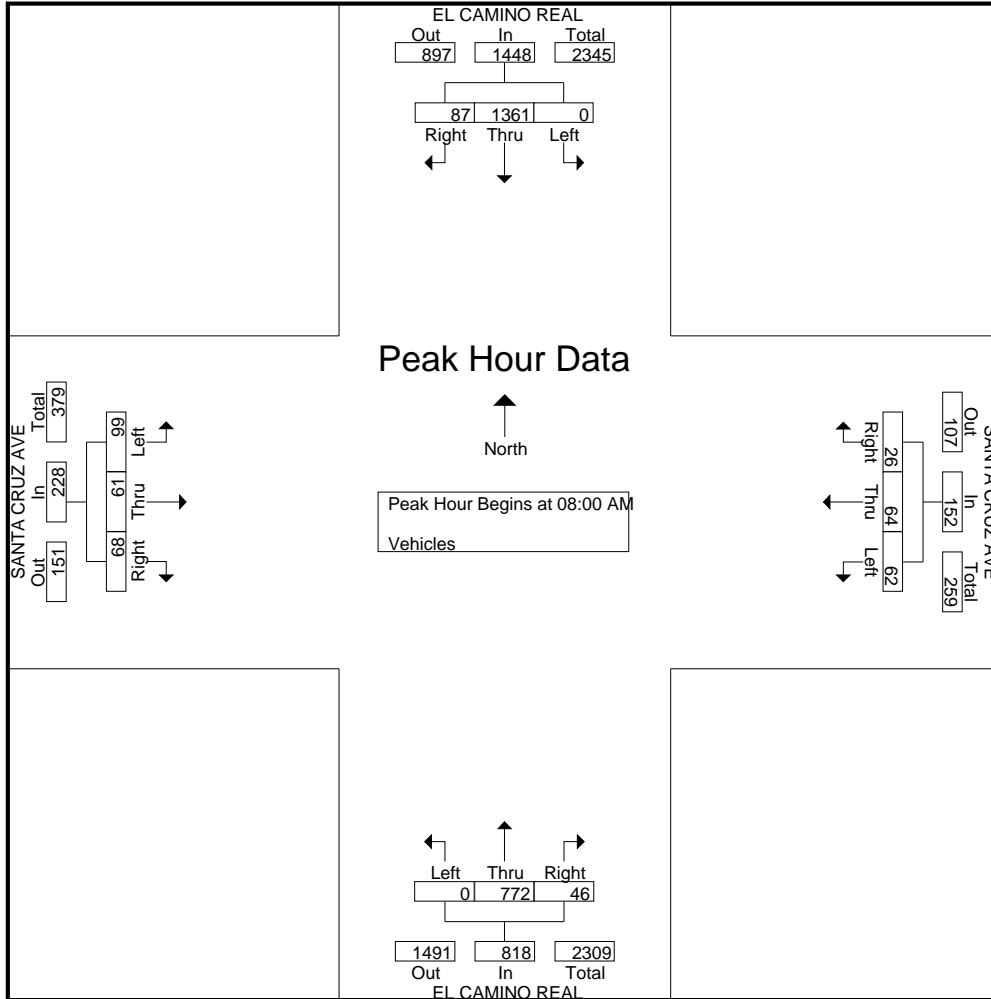 EL CAMINO REAL
Out In Total
897 1448 2345
87 1361 0
Right Thru Left
Peak Hour Data
North
Peak Hour Begins at 08:00 AM
Vehicles
SANTA CRUZ AVE
Out In Total
151 228 379
68 61 99
Right Thru Left
SANTA CRUZ AVE
Out In Total
107 152 259
26 64 62
Right Thru Left
Left Thru Right
0 772 46
1491 818 2309
Out In Total
EL CAMINO REAL